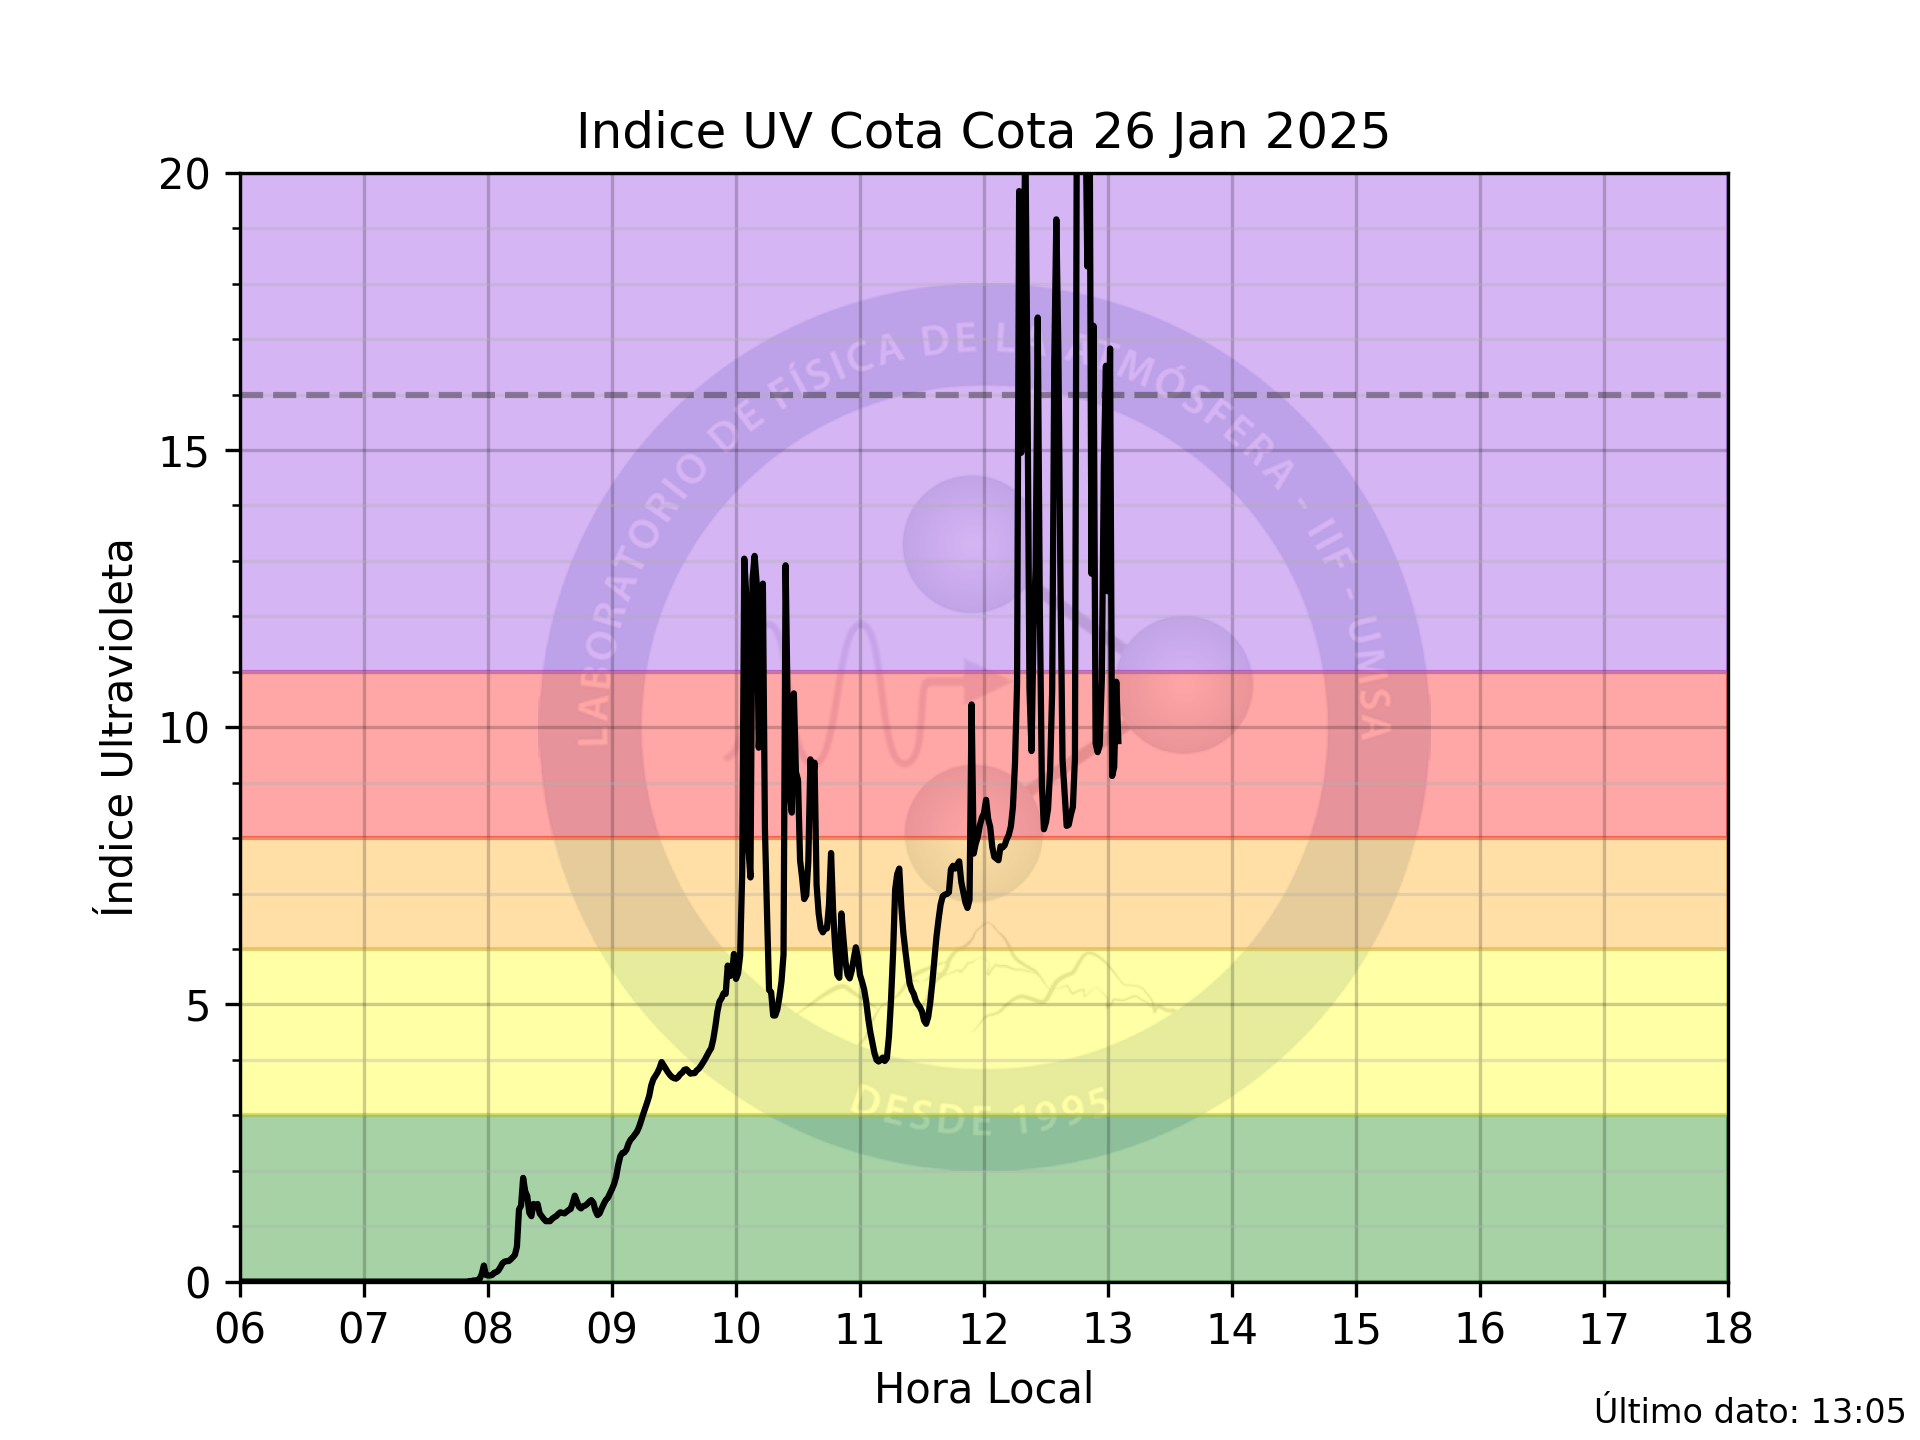 Indice UV Cota Cota 26 Jan 2025
20
15
10
5
0
Índice Ultravioleta
LABORATORIO DE FÍSICA DE LA ATMÓSFERA - IIF - UMSA
DESDE 1995
06 07 08 09 10 11 12 13 14 15 16 17 18
Hora Local
Último dato: 13:05